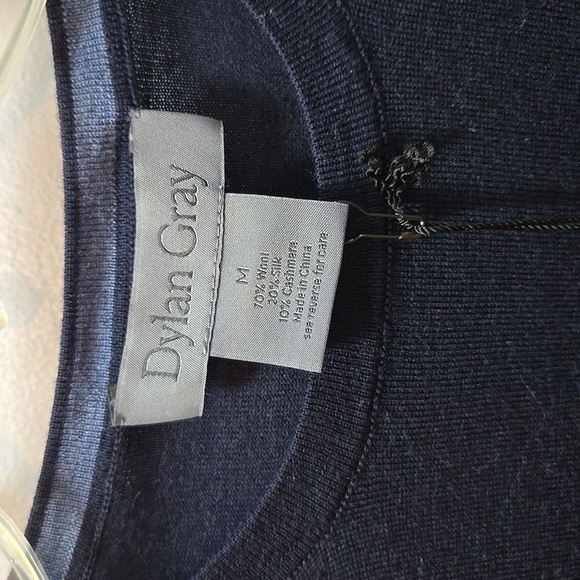 Dylan Gray
M
70% Wool
20% Silk
10% Cashmere
Made in China
see reverse for care